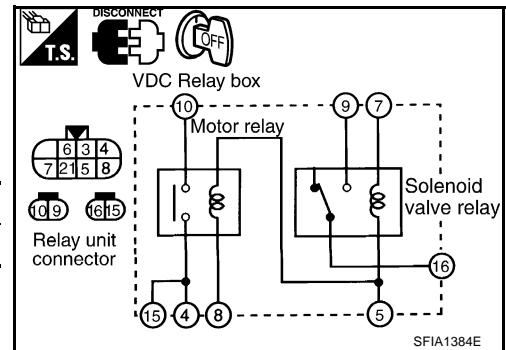 DISCONNECT
T.S.
OFF
VDC Relay box
10
9
7
Motor relay
6 3 4
7 2 1 5 8
10 9
16 15
Relay unit
connector
Solenoid
valve relay
16
15
4
8
5
SFIA1384E